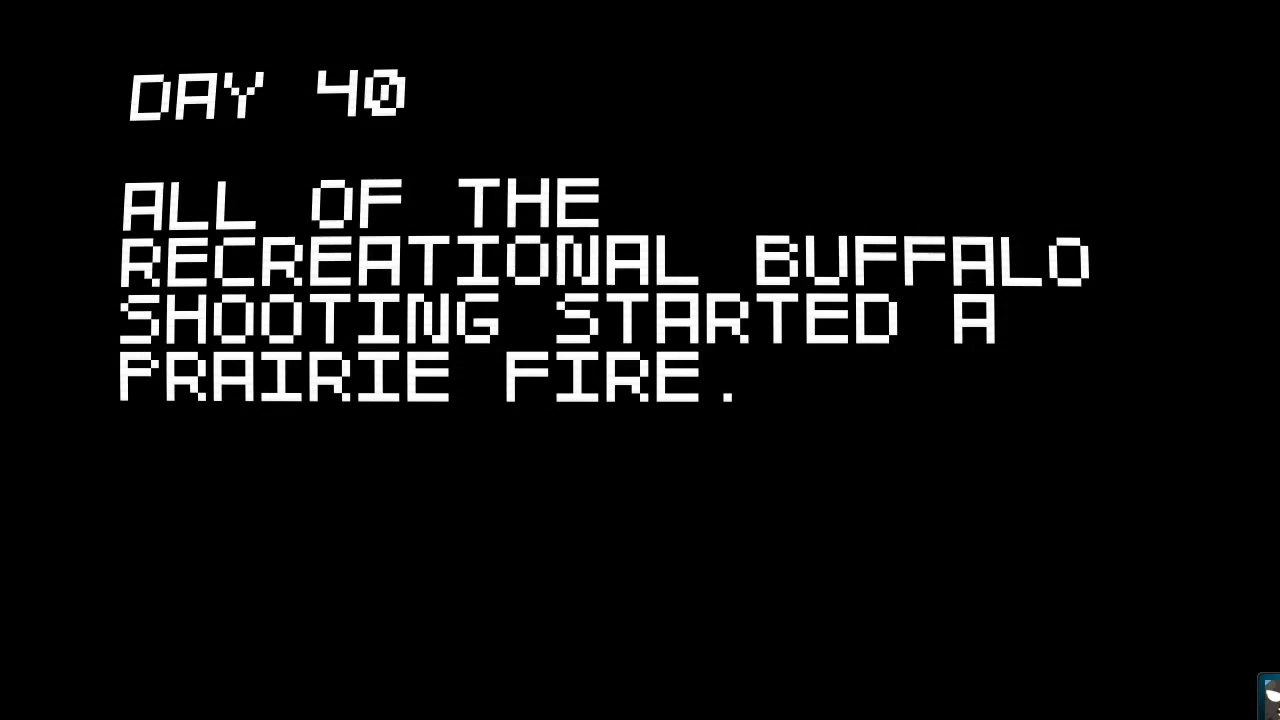 DAY 40
ALL OF THE
RECREATIONAL BUFFALO
SHOOTING STARTED A
PRAIRIE FIRE.